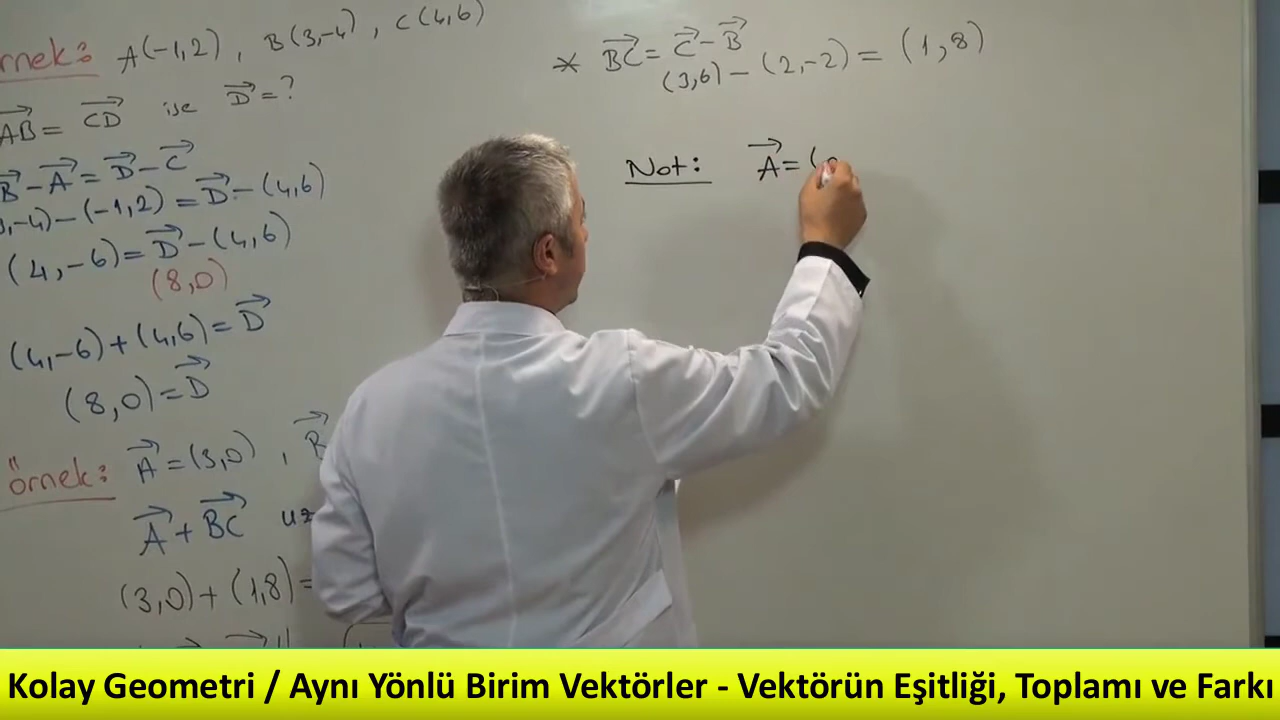 rnek: A(-1,2) , B(3,-4) , C(4,6)
AB = CD ise D = ?
B - A = D - C
3,-4) - (-1,2) = D - (4,6)
(4,-6) = D - (4,6)
(8,0)
(4,-6) + (4,6) = D
(8,0) = D
örnek: A = (3,0) , B
A + BC uz
(3,0) + (1,8) =
* BC = C - B
(3,6) - (2,-2) = (1,8)
Not: A = (
Kolay Geometri / Aynı Yönlü Birim Vektörler - Vektörün Eşitliği, Toplamı ve Farkı